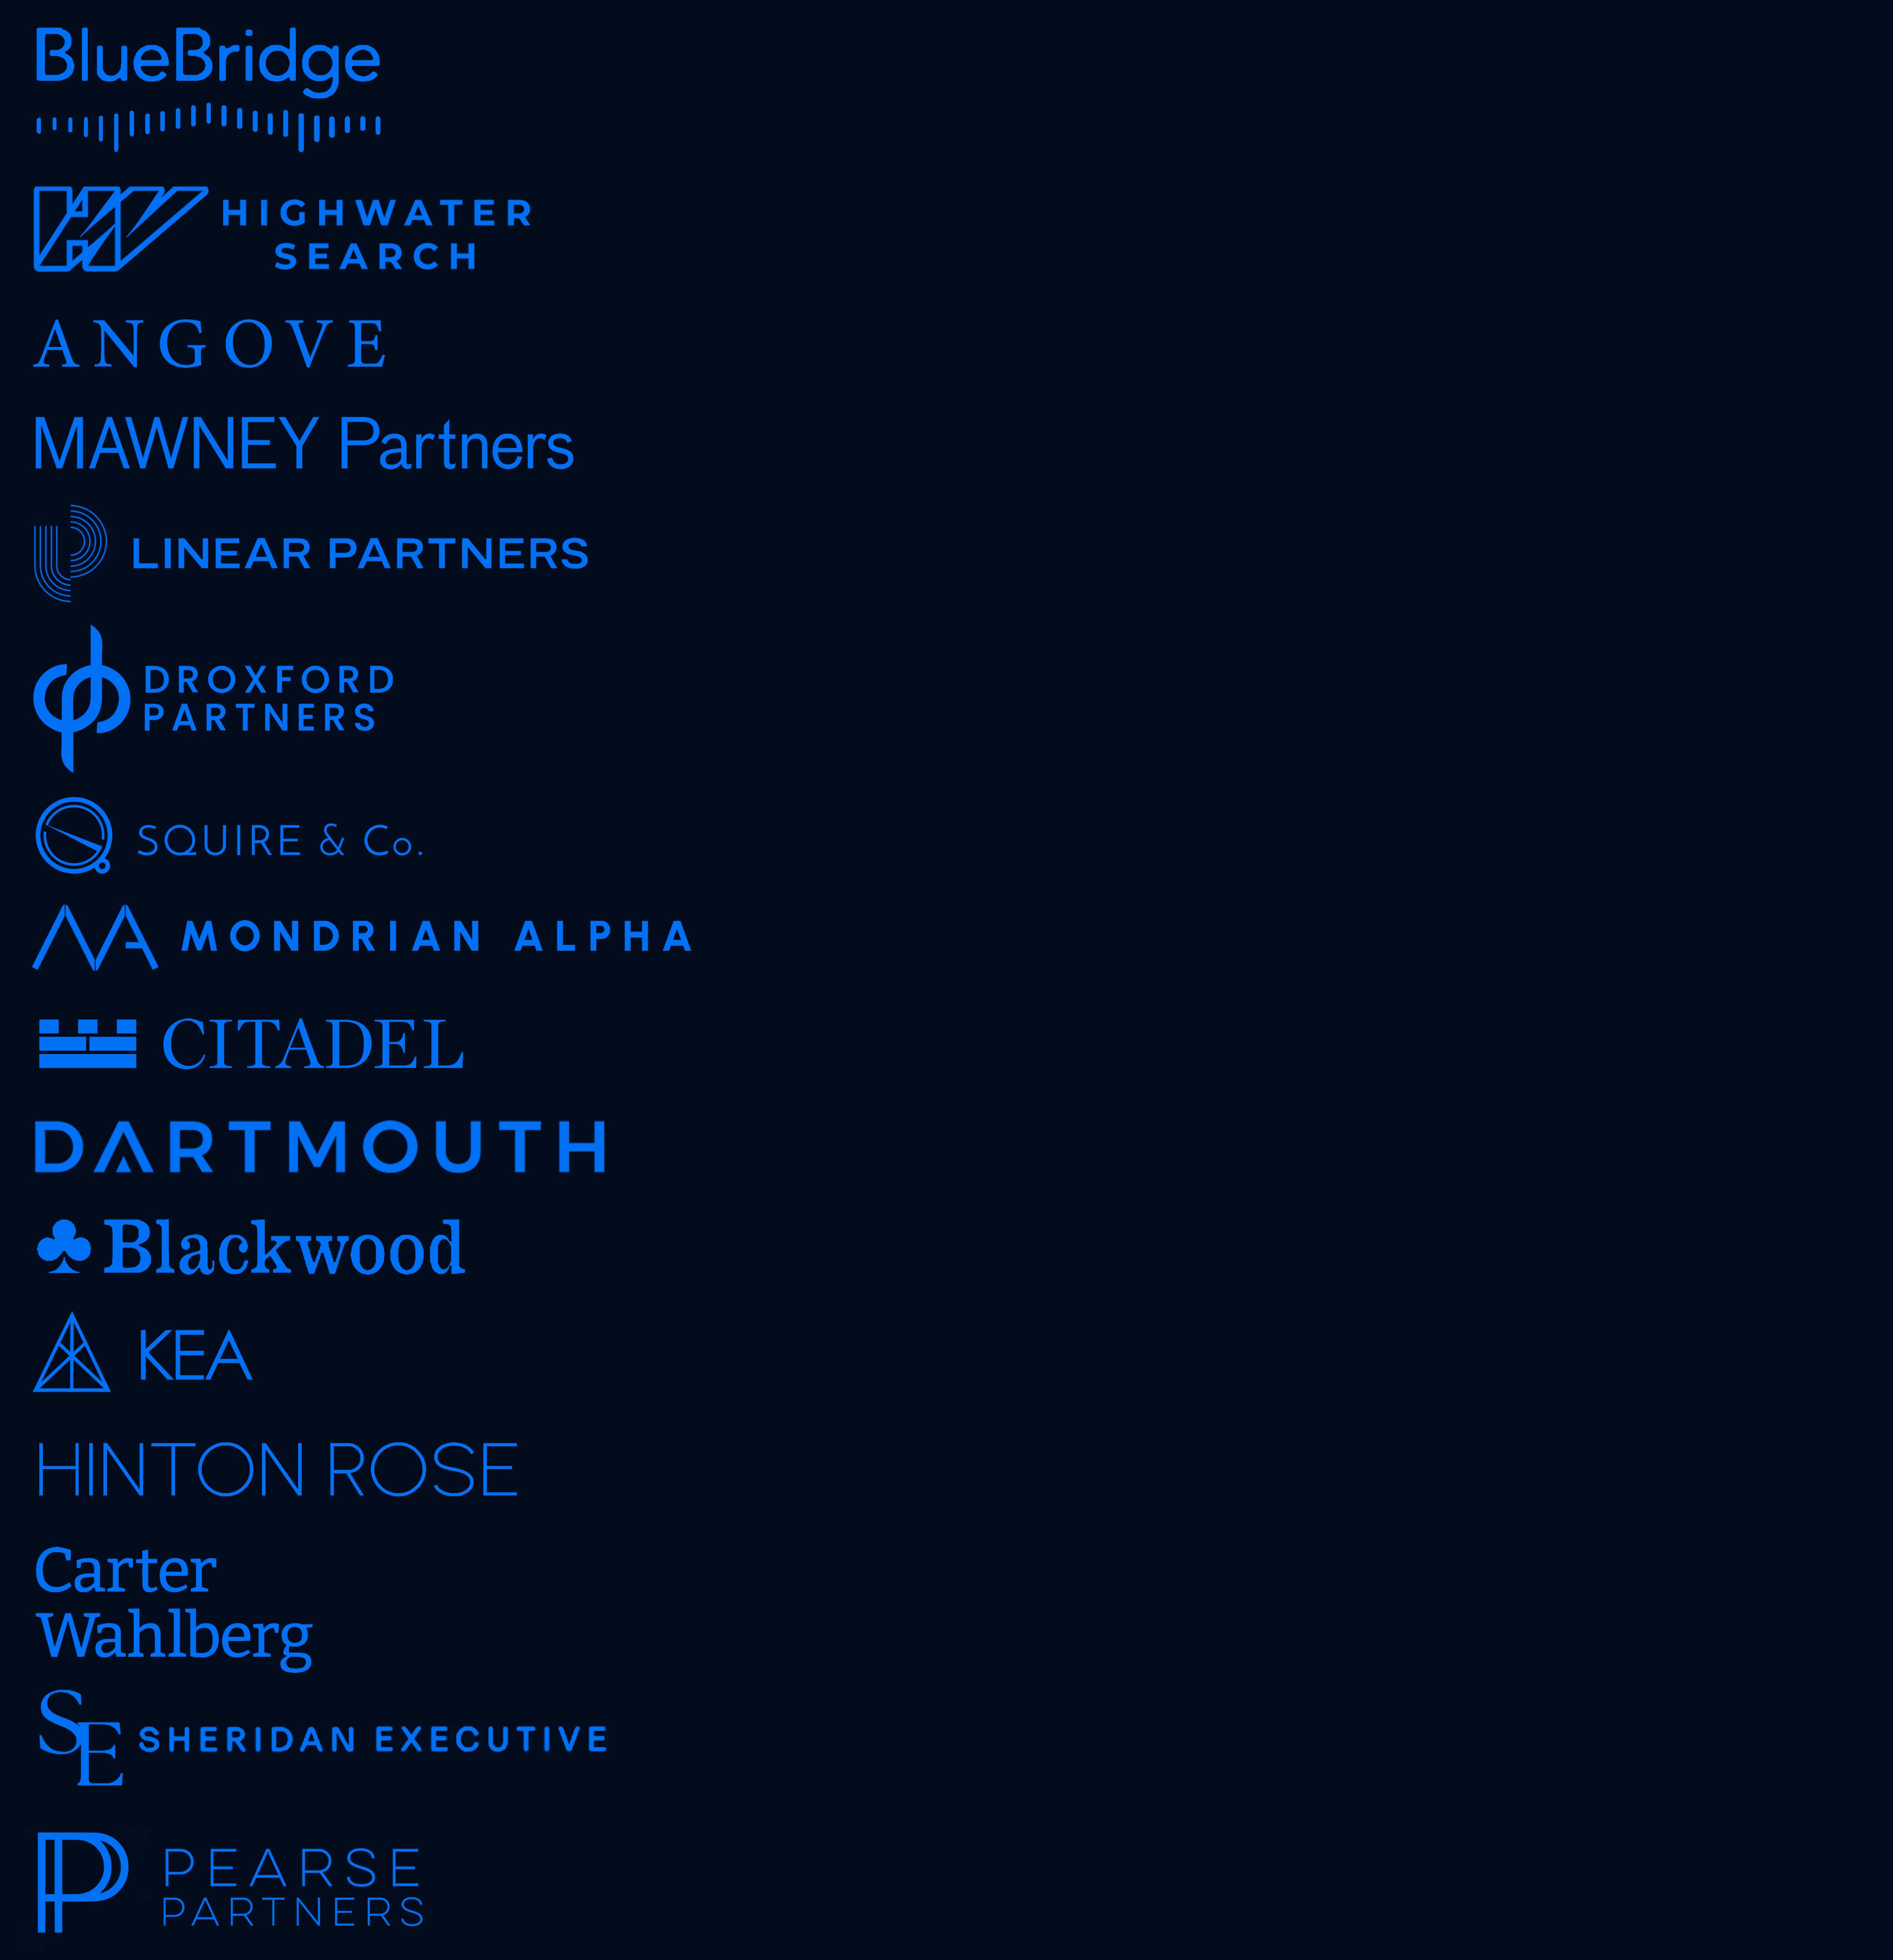 BlueBridge
HIGHWATER
SEARCH
ANGOVE
MAWNEY Partners
LINEAR PARTNERS
DROXFORD
PARTNERS
SQUIRE & Co.
MONDRIAN ALPHA
CITADEL
DARTMOUTH
Blackwood
KEA
HINTON ROSE
Carter
Wahlberg
SE SHERIDAN EXECUTIVE
PEARSE
PARTNERS